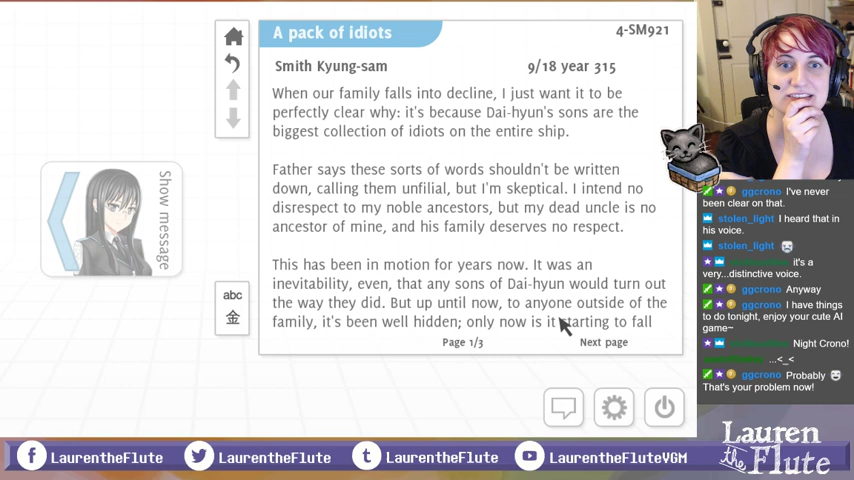 A pack of idiots
4-SM921
Smith Kyung-sam
9/18 year 315
When our family falls into decline, I just want it to be
perfectly clear why: it's because Dai-hyun's sons are the
biggest collection of idiots on the entire ship.
Father says these sorts of words shouldn't be written
down, calling them unfilial, but I'm skeptical. I intend no
disrespect to my noble ancestors, but my dead uncle is no
ancestor of mine, and his family deserves no respect.
This has been in motion for years now. It was an
inevitability, even, that any sons of Dai-hyun would turn out
the way they did. But up until now, to anyone outside of the
family, it's been well hidden; only now is it starting to fall
Page 1/3
Next page
Show message
abc
金
ggcrono I've never
been clear on that.
stolen_light I heard that in
his voice.
stolen_light
it's a
very...distinctive voice.
ggcrono Anyway
ggcrono I have things
to do tonight, enjoy your cute AI
game~
Night Crono!
...<_<
ggcrono Probably
That's your problem now!
Lauren
the Flute
LaurentheFlute
LaurentheFlute
LaurentheFlute
LaurentheFluteVGM